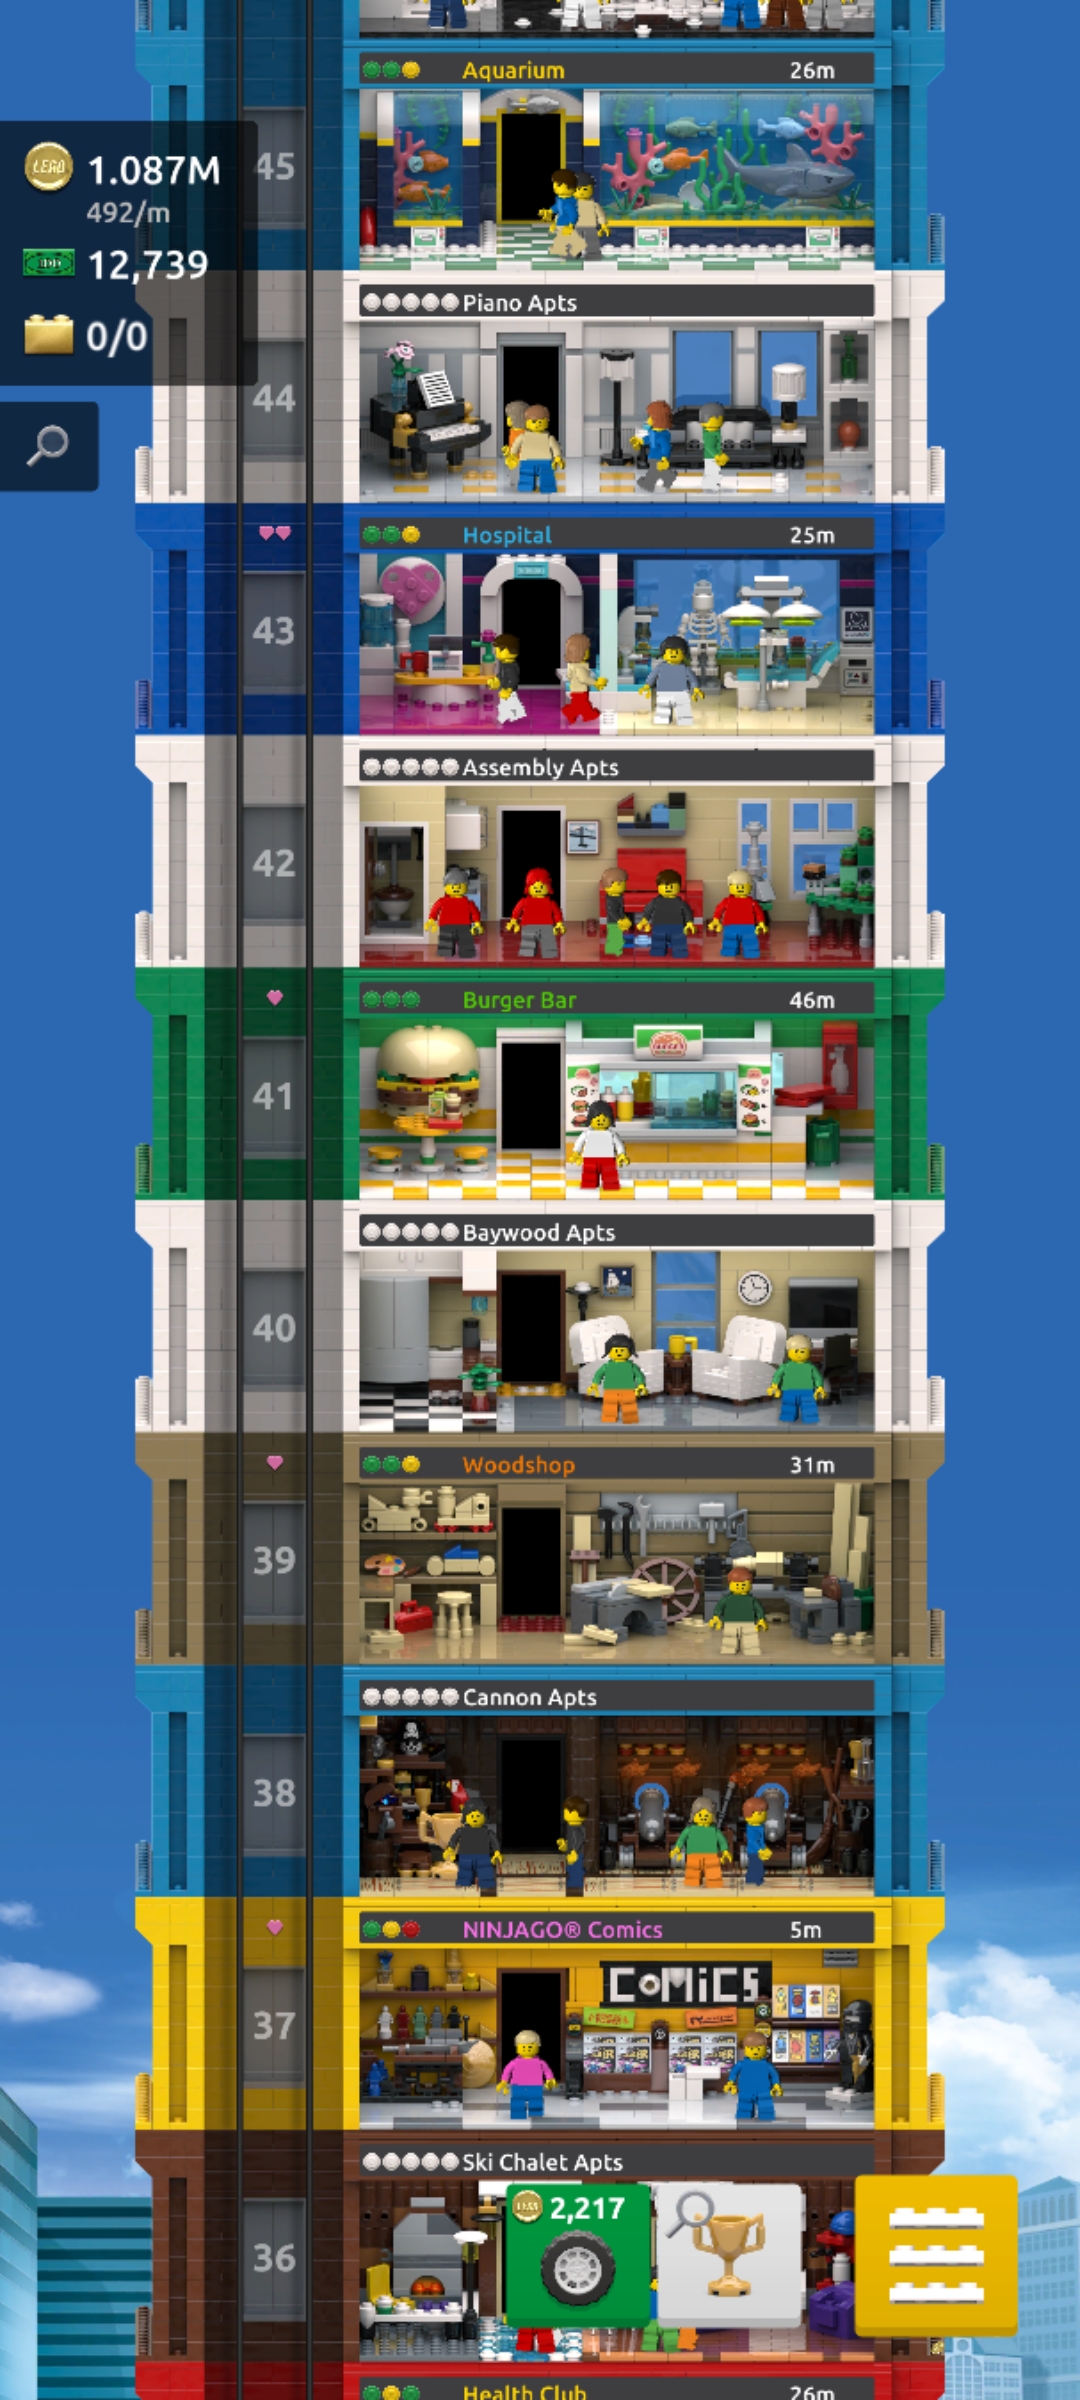 Aquarium 26m
45
LEGO 1.087M
492/m
12,739
0/0
Piano Apts
44
Hospital 25m
43
Assembly Apts
42
Burger Bar 46m
41
Baywood Apts
40
Woodshop 31m
39
Cannon Apts
38
NINJAGO® Comics 5m
COMiCS
37
Ski Chalet Apts
2,217
36
Health Club 26m